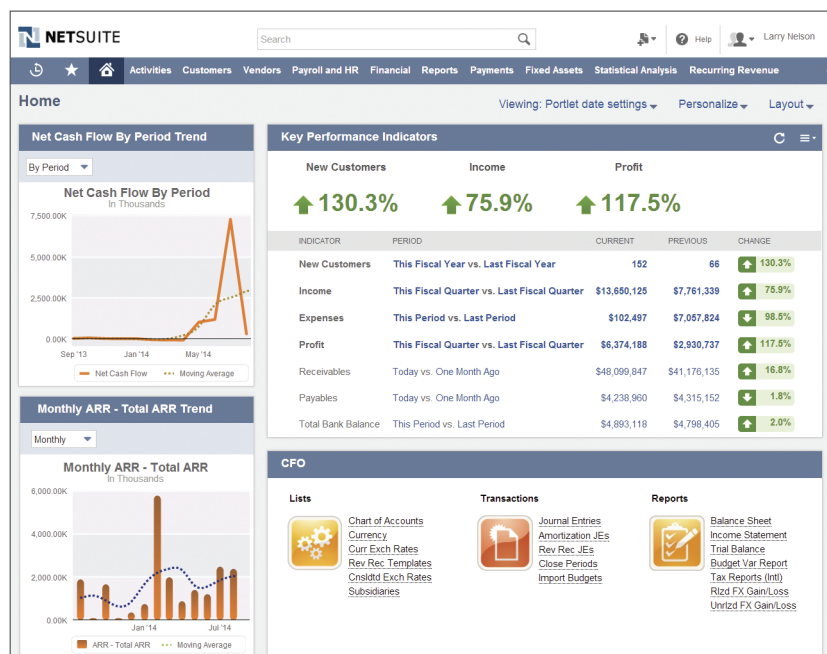 NETSUITE
Search
Help
Larry Nelson
Activities Customers Vendors Payroll and HR Financial Reports Payments Fixed Assets Statistical Analysis Recurring Revenue
Home
Viewing: Portlet date settings
Personalize
Layout
Net Cash Flow By Period Trend
By Period
Net Cash Flow By Period
In Thousands
7,500.00K
5,000.00K
2,500.00K
0.00K
Sep '13 Jan '14 May '14
Net Cash Flow Moving Average
Monthly ARR - Total ARR Trend
Monthly
Monthly ARR - Total ARR
In Thousands
6,000.00K
4,000.00K
2,000.00K
0.00K
Jan '14 Jul '14
ARR - Total ARR Moving Average
Key Performance Indicators
New Customers Income Profit
130.3% 75.9% 117.5%
INDICATOR PERIOD CURRENT PREVIOUS CHANGE
New Customers This Fiscal Year vs. Last Fiscal Year 152 66 130.3%
Income This Fiscal Quarter vs. Last Fiscal Quarter $13,650,125 $7,761,339 75.9%
Expenses This Period vs. Last Period $102,497 $7,057,824 98.5%
Profit This Fiscal Quarter vs. Last Fiscal Quarter $6,374,188 $2,930,737 117.5%
Receivables Today vs. One Month Ago $48,099,847 $41,176,135 16.8%
Payables Today vs. One Month Ago $4,238,960 $4,315,152 1.8%
Total Bank Balance This Period vs. Last Period $4,893,118 $4,798,405 2.0%
CFO
Lists
Chart of Accounts
Currency
Curr Exch Rates
Rev Rec Templates
Cnsldtd Exch Rates
Subsidiaries
Transactions
Journal Entries
Amortization JEs
Rev Rec JEs
Close Periods
Import Budgets
Reports
Balance Sheet
Income Statement
Trial Balance
Budget Var Report
Tax Reports (Intl)
Rlzd FX Gain/Loss
Unrlzd FX Gain/Loss